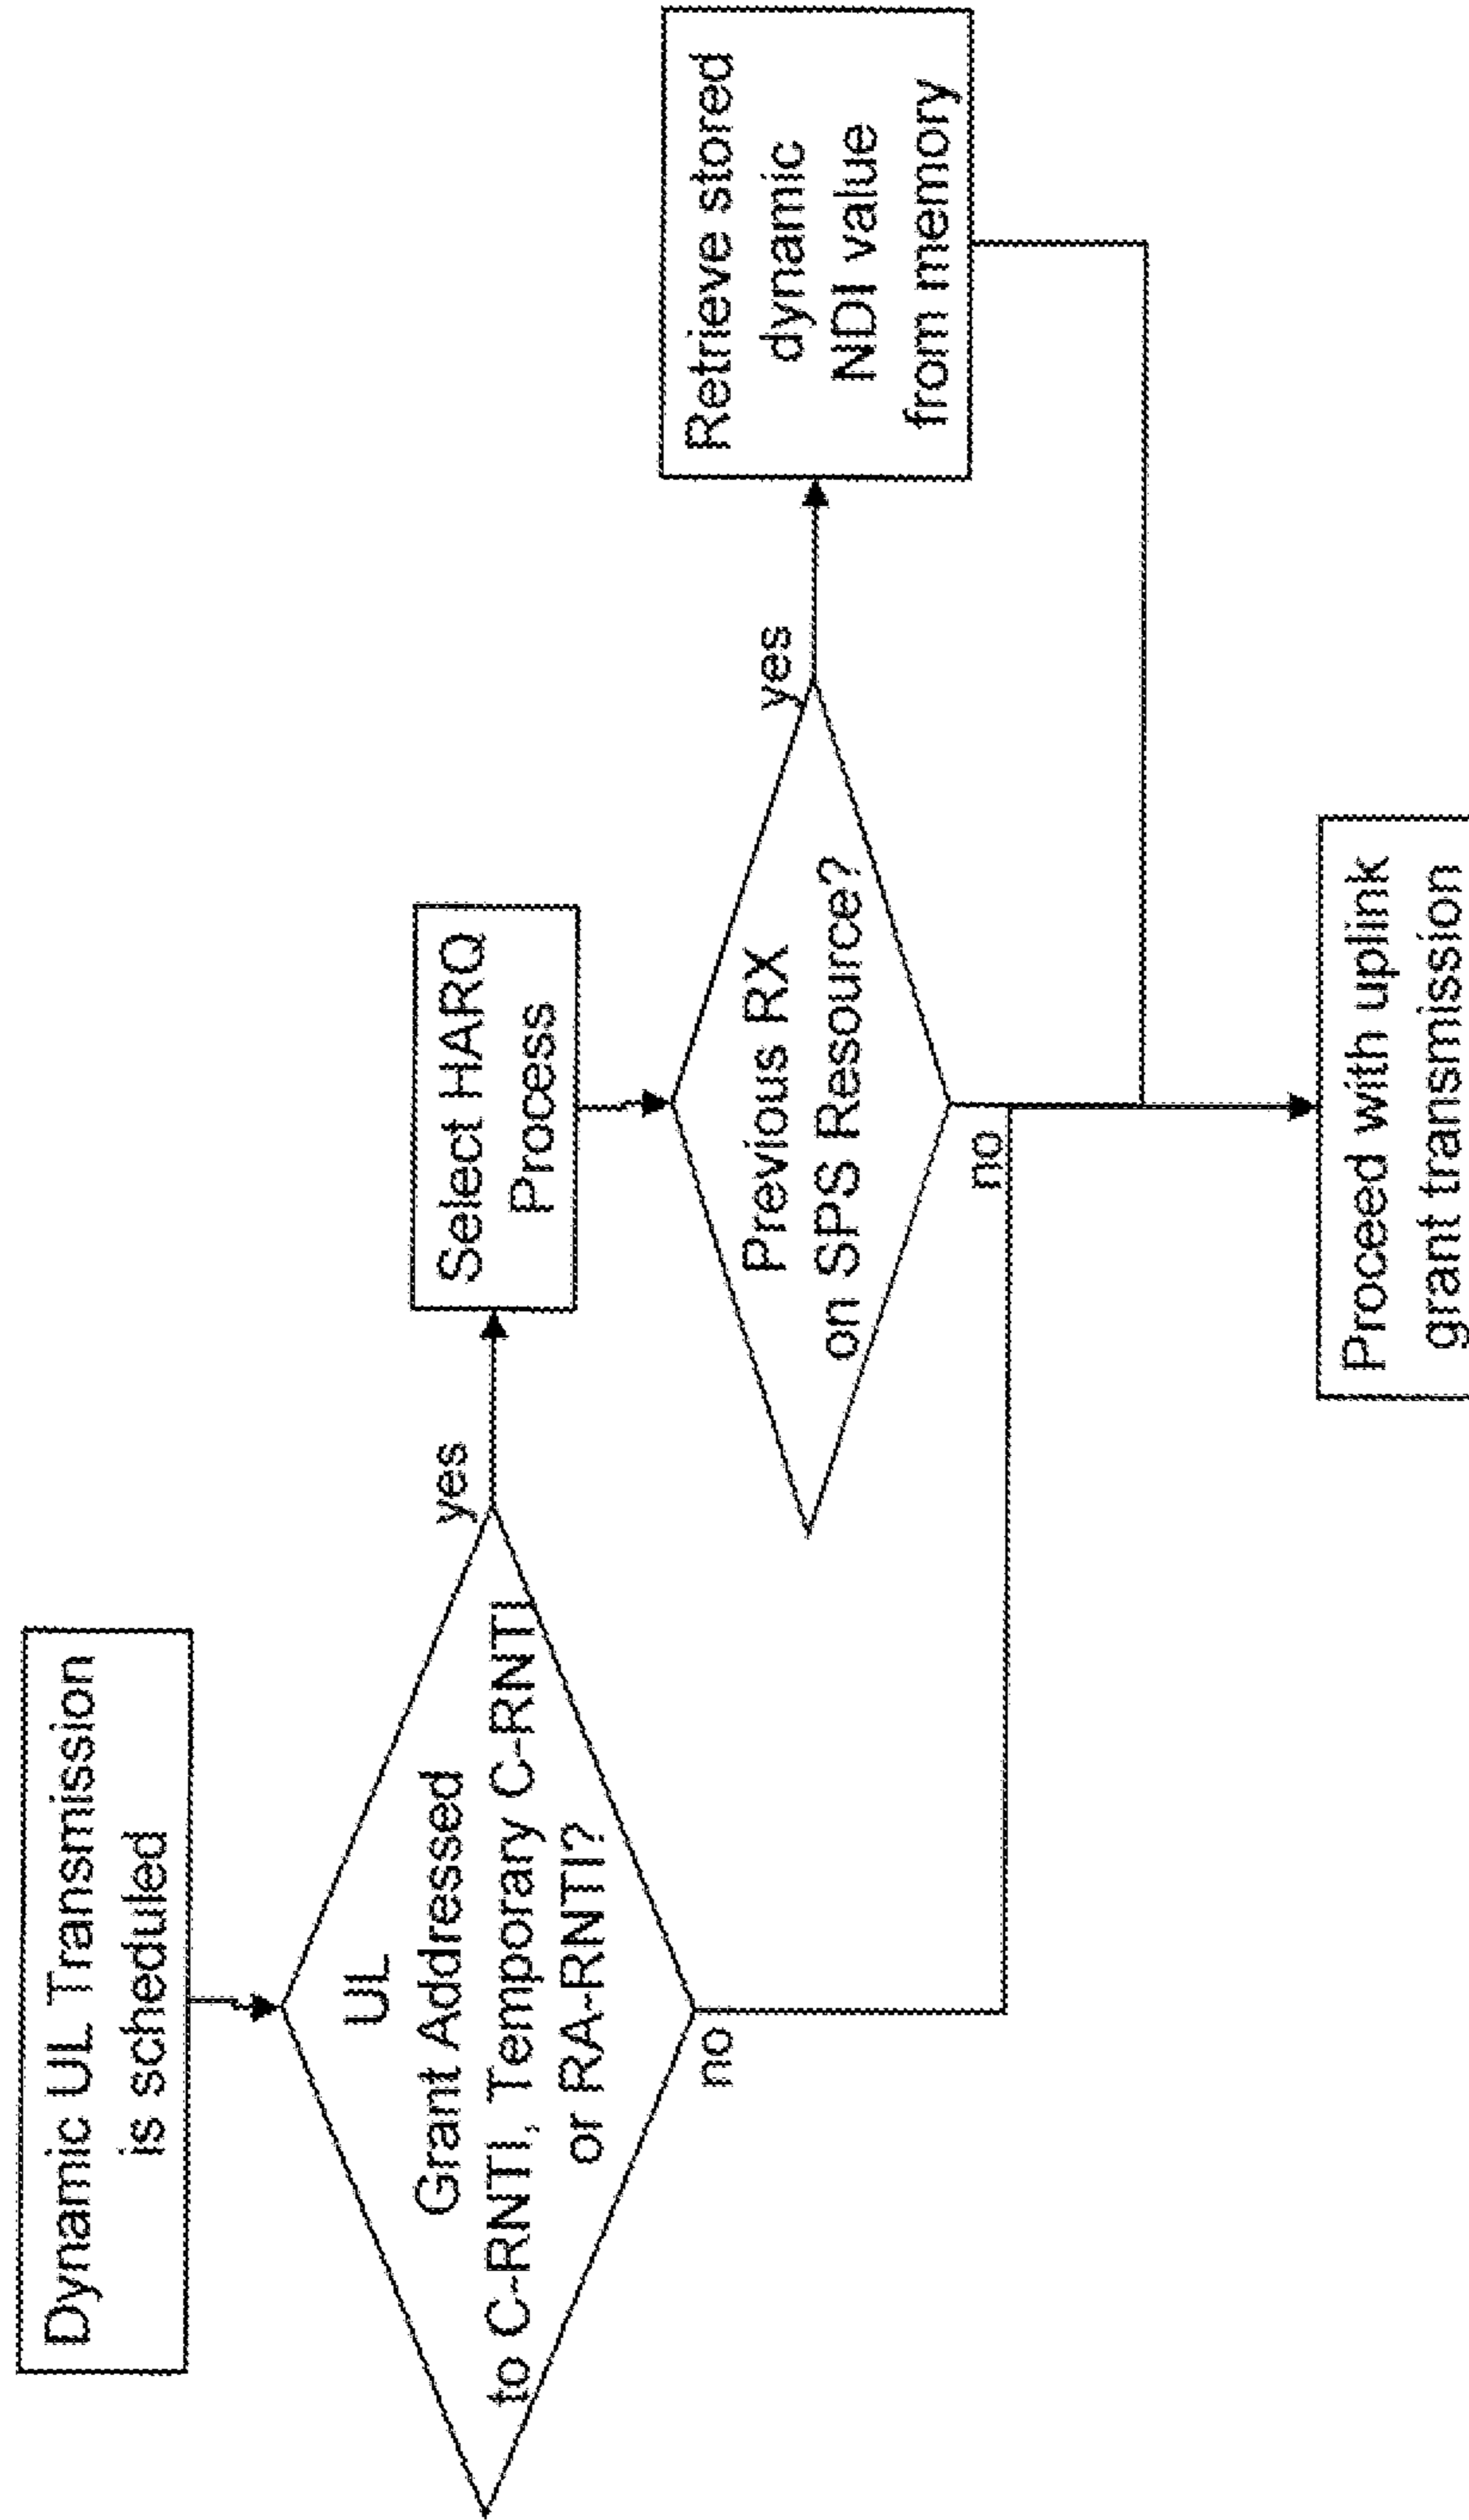 Dynamic UL Transmission
is scheduled
UL
Grant Addressed
to C-RNTI, Temporary C-RNTI
or RA-RNTI?
yes
no
Select HARQ
Process
Previous RX
on SPS Resource?
yes
no
Retrieve stored
dynamic
NDI value
from memory
Proceed with uplink
grant transmission